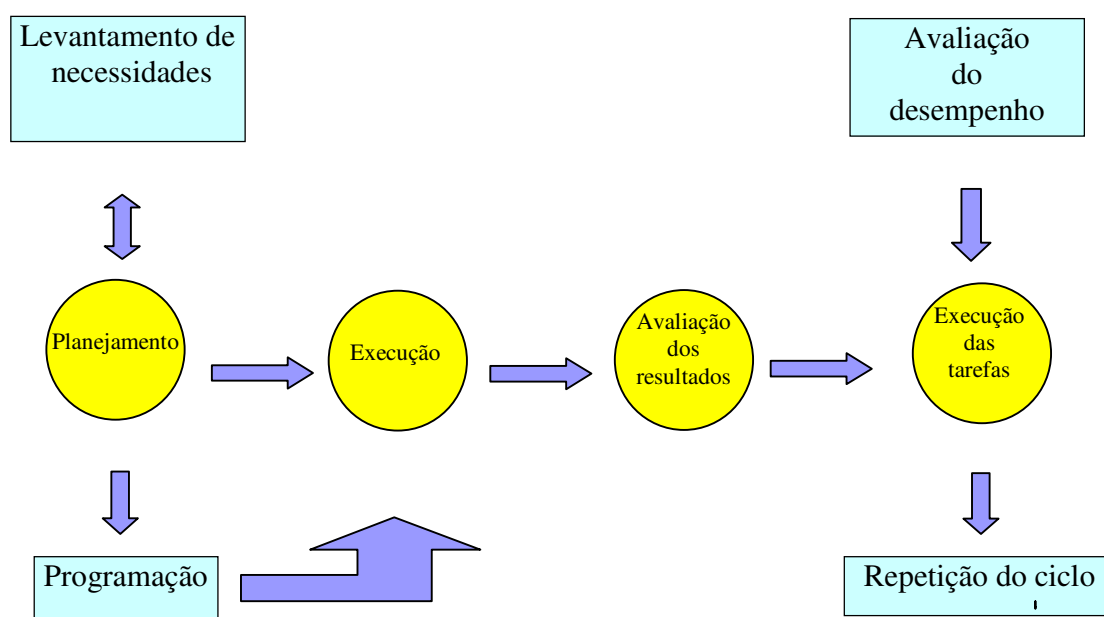 Levantamento de
necessidades
Avaliação
do
desempenho
Planejamento
Execução
Avaliação
dos
resultados
Execução
das
tarefas
Programação
Repetição do ciclo